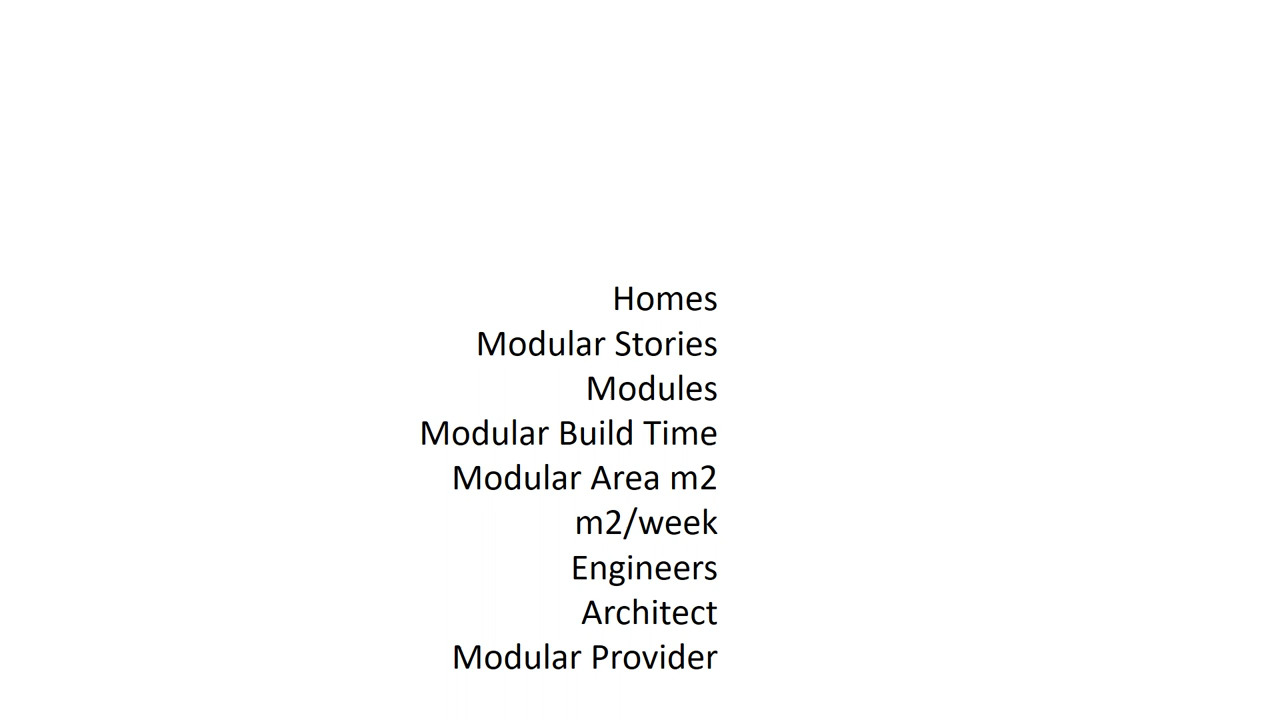 Homes
Modular Stories
Modules
Modular Build Time
Modular Area m2
m2/week
Engineers
Architect
Modular Provider